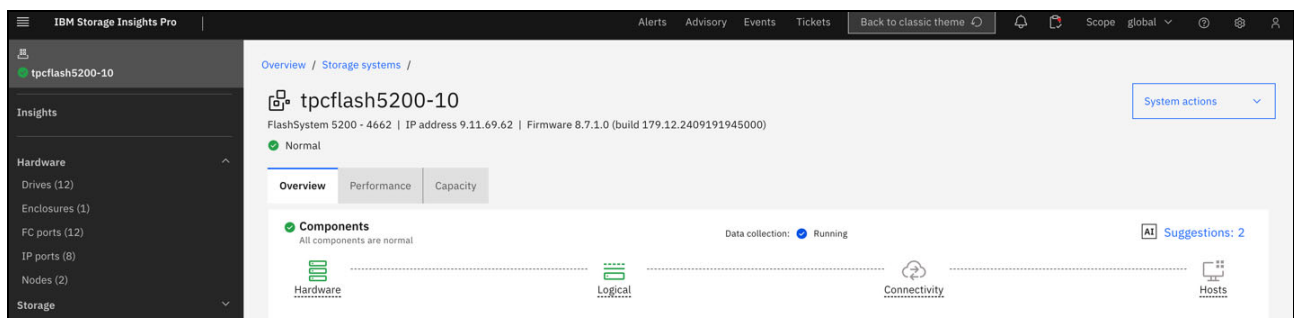 IBM Storage Insights Pro
Alerts Advisory Events Tickets Back to classic theme Scope global
tpcflash5200-10
Insights
Hardware
Drives (12)
Enclosures (1)
FC ports (12)
IP ports (8)
Nodes (2)
Storage
Overview / Storage systems /
tpcflash5200-10
System actions
FlashSystem 5200 - 4662 | IP address 9.11.69.62 | Firmware 8.7.1.0 (build 179.12.2409191945000)
Normal
Overview Performance Capacity
Components
All components are normal
Data collection: Running
AI Suggestions: 2
Hardware Logical Connectivity Hosts